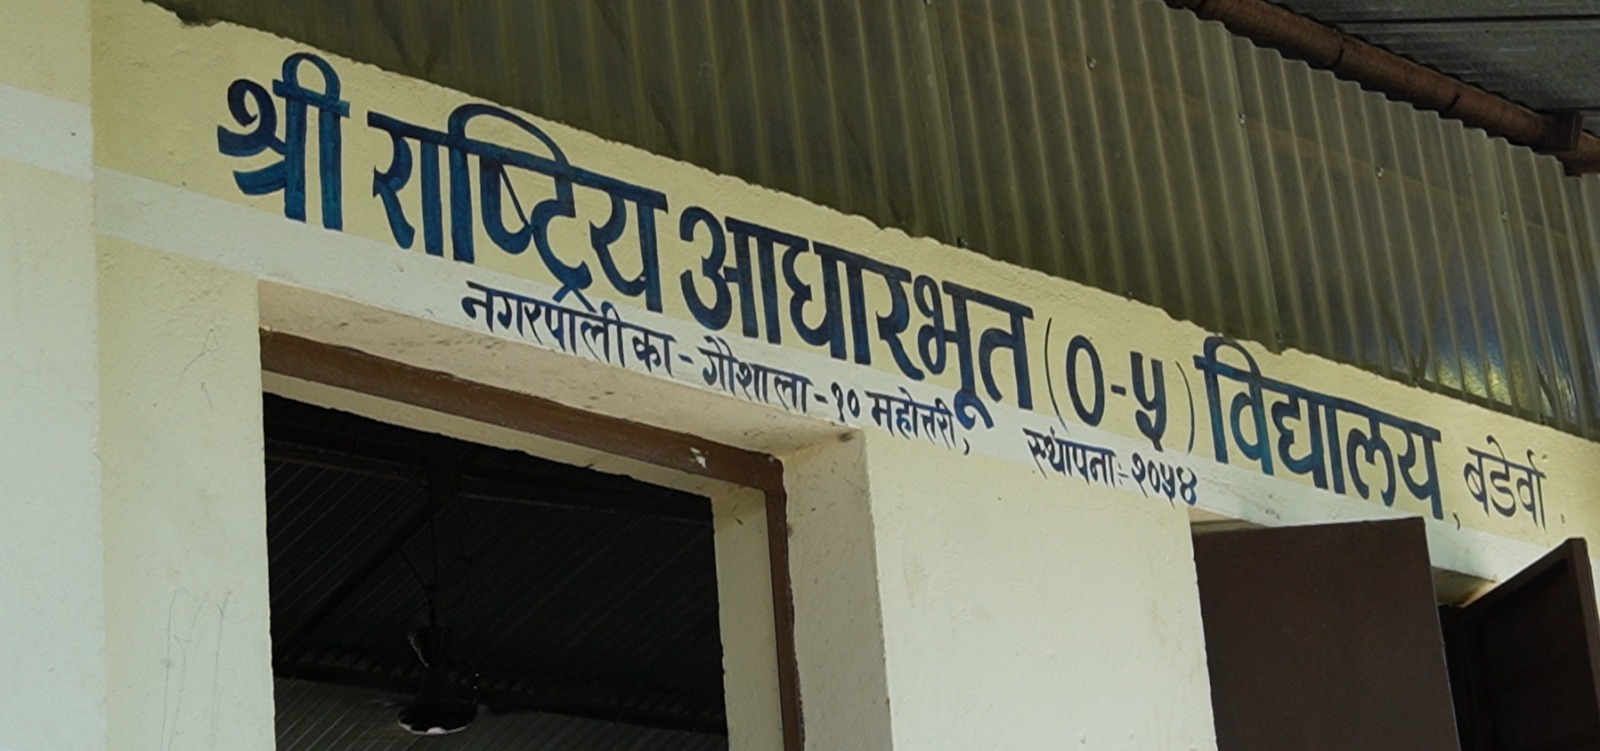 श्री राष्ट्रिय आधारभूत (०-५) विद्यालय, बडेर्वा
नगरपालीका-गौशाला-१० महोत्तरी, स्थापना:-२०५४